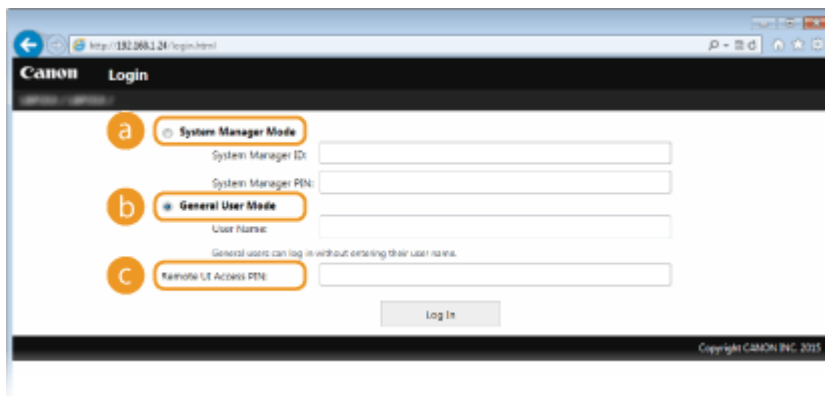 http://192.168.1.24/login.html
Canon Login
a System Manager Mode
System Manager ID:
System Manager PIN:
b General User Mode
User Name:
General users can log in without entering their user name.
c Remote UI Access PIN:
Log In
Copyright CANON INC. 2015